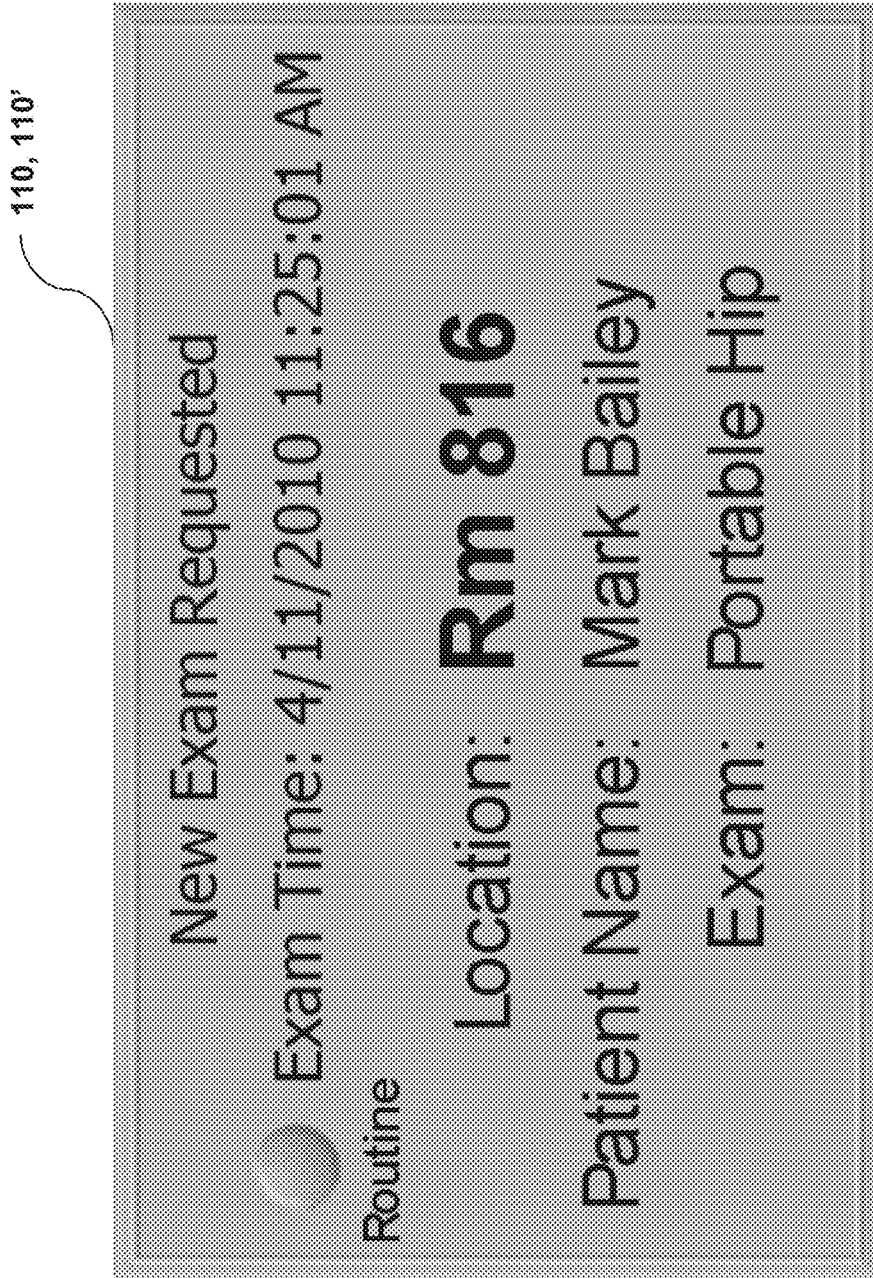 110, 110'
New Exam Requested
Exam Time: 4/11/2010 11:25:01 AM
Routine
Location: Rm 816
Patient Name: Mark Bailey
Exam: Portable Hip